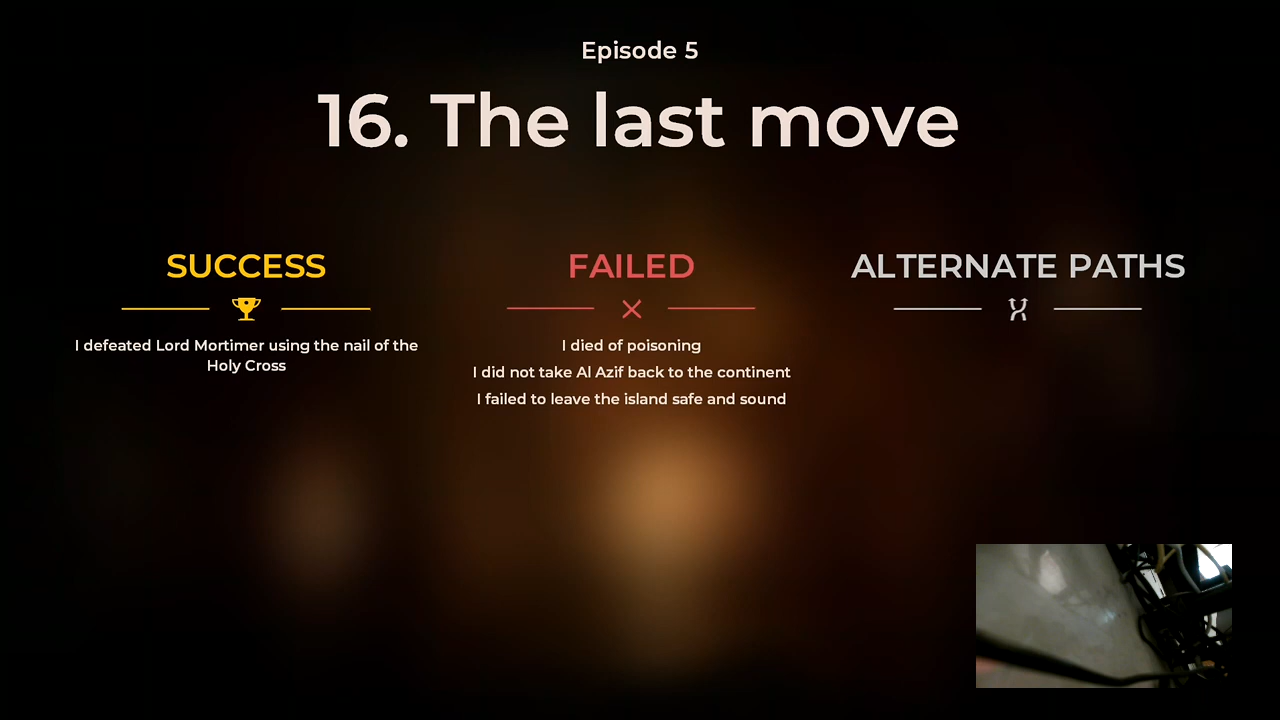 Episode 5
16. The last move
SUCCESS
I defeated Lord Mortimer using the nail of the
Holy Cross
FAILED
I died of poisoning
I did not take Al Azif back to the continent
I failed to leave the island safe and sound
ALTERNATE PATHS